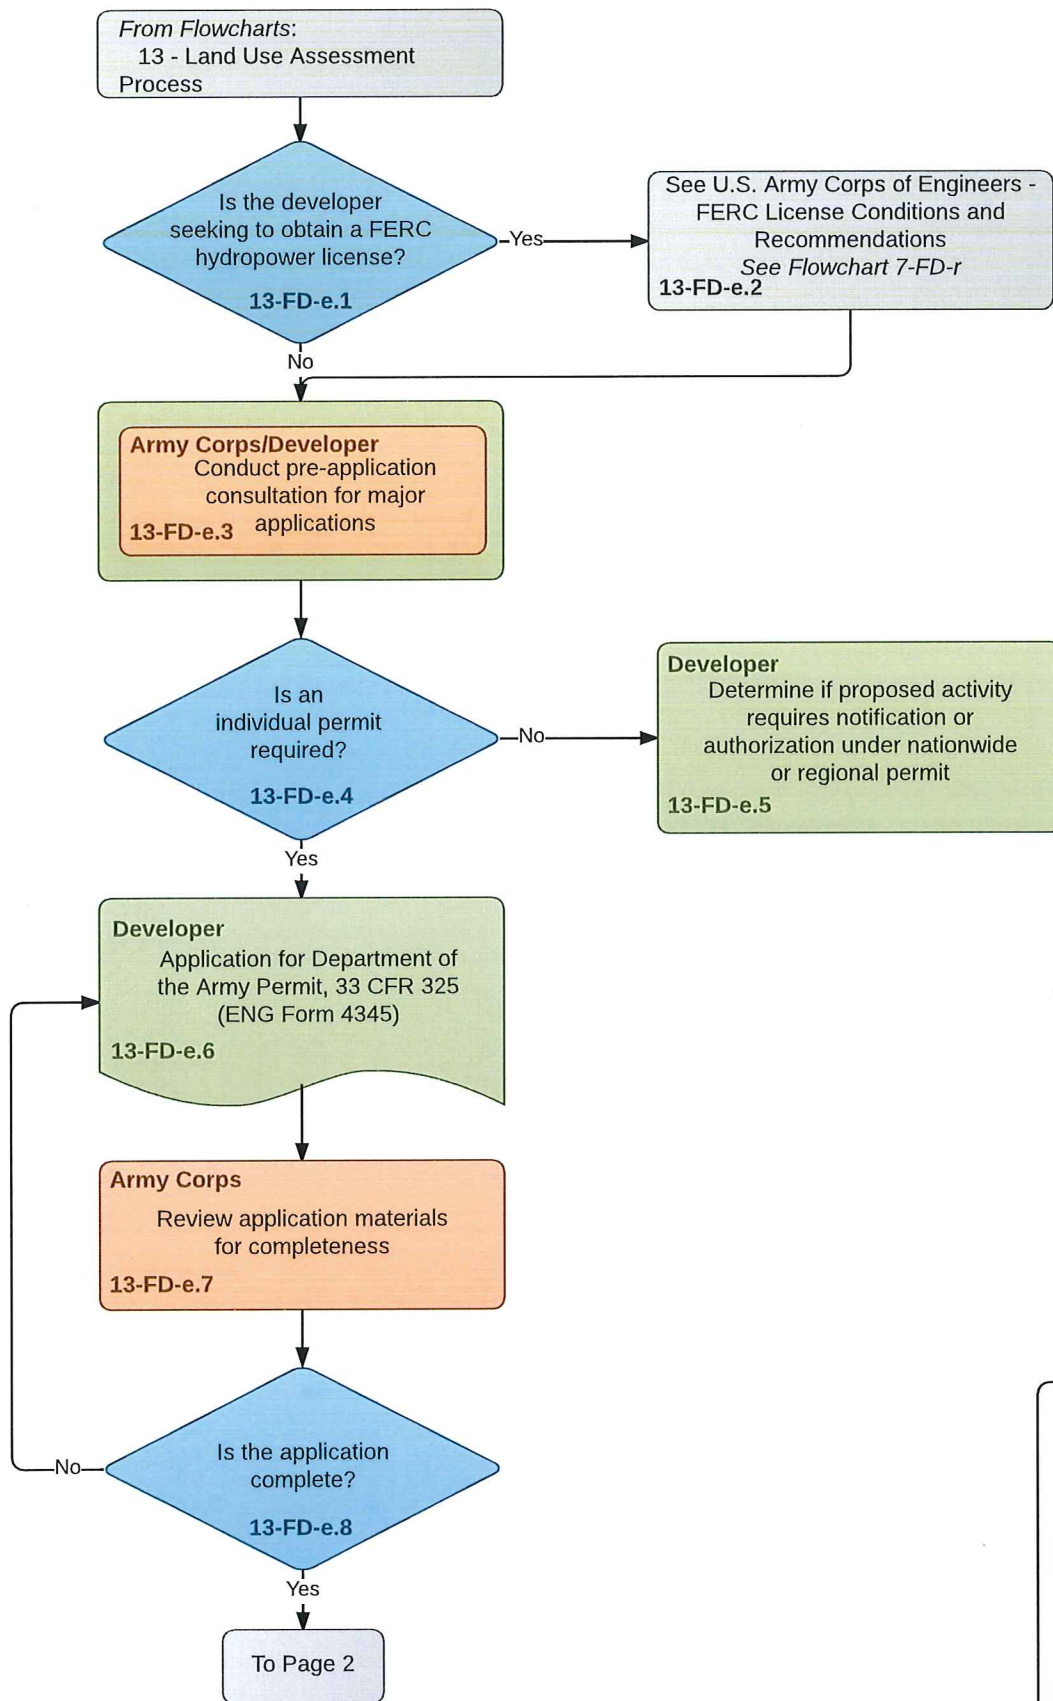 From Flowcharts:
13 - Land Use Assessment
Process
Is the developer
seeking to obtain a FERC
hydropower license?
13-FD-e.1
Yes
See U.S. Army Corps of Engineers -
FERC License Conditions and
Recommendations
See Flowchart 7-FD-r
13-FD-e.2
No
Army Corps/Developer
Conduct pre-application
consultation for major
applications
13-FD-e.3
Is an
individual permit
required?
13-FD-e.4
No
Developer
Determine if proposed activity
requires notification or
authorization under nationwide
or regional permit
13-FD-e.5
Yes
Developer
Application for Department of
the Army Permit, 33 CFR 325
(ENG Form 4345)
13-FD-e.6
Army Corps
Review application materials
for completeness
13-FD-e.7
Is the application
complete?
13-FD-e.8
No
Yes
To Page 2